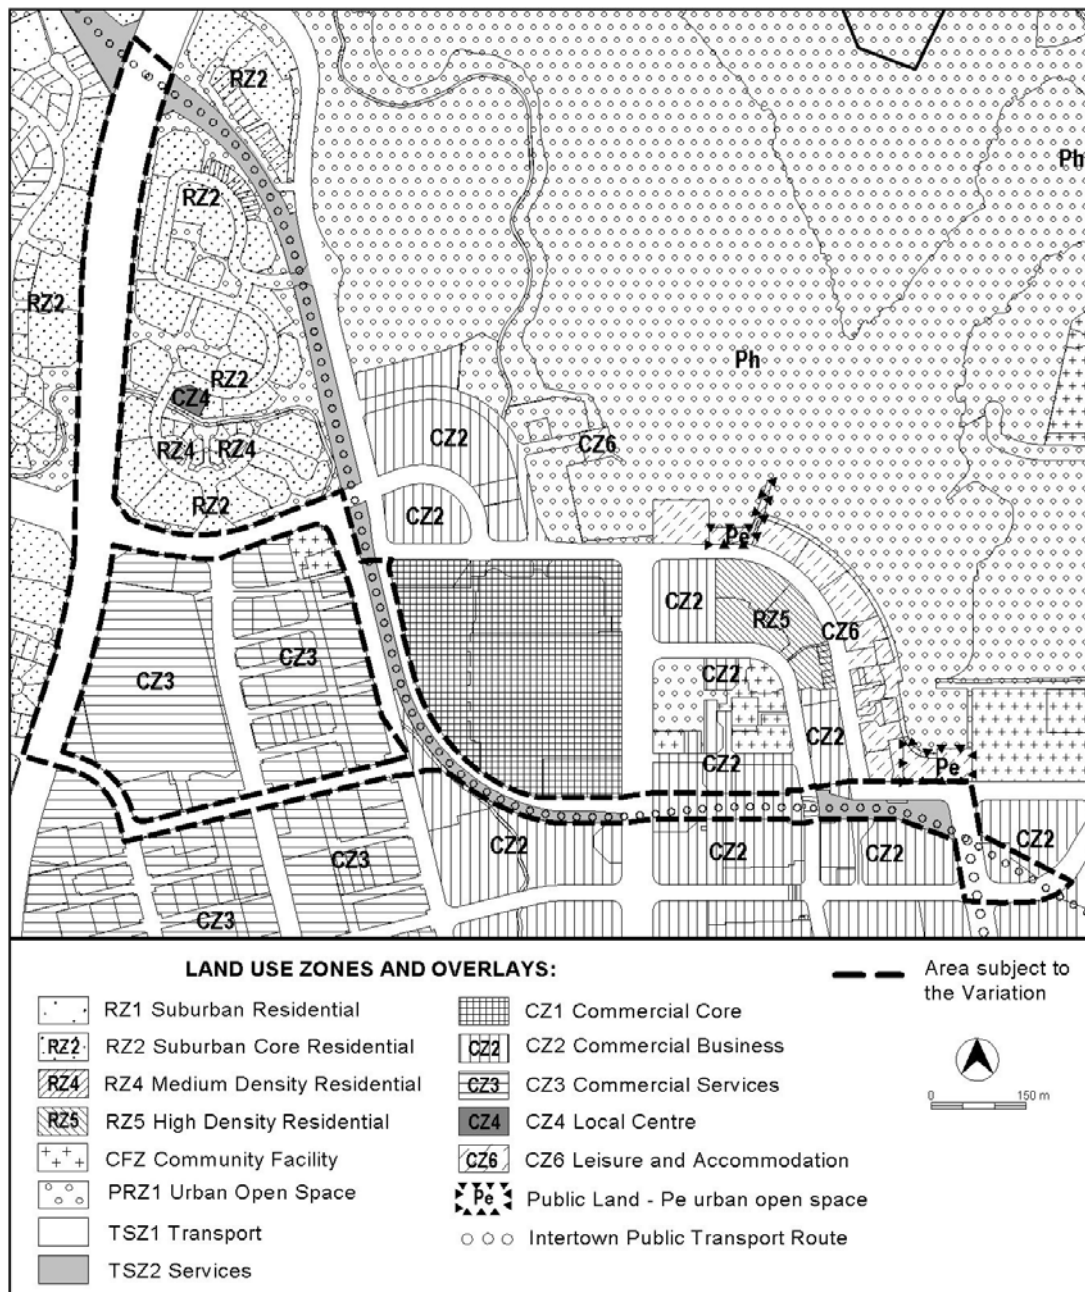 RZ2
Ph
RZ2
RZ2
Ph
RZ2
CZ4
CZ2
RZ4
RZ4
CZ6
RZ2
CZ2
Pe
CZ2
RZ5
CZ6
CZ3
CZ3
CZ2
CZ2
CZ2
Pe
CZ3
CZ2
CZ2
CZ2
CZ2
CZ3
LAND USE ZONES AND OVERLAYS:
RZ1 Suburban Residential
RZ2 RZ2 Suburban Core Residential
RZ4 RZ4 Medium Density Residential
RZ5 RZ5 High Density Residential
CFZ Community Facility
PRZ1 Urban Open Space
TSZ1 Transport
TSZ2 Services
CZ1 Commercial Core
CZ2 CZ2 Commercial Business
CZ3 CZ3 Commercial Services
CZ4 CZ4 Local Centre
CZ6 CZ6 Leisure and Accommodation
Pe Public Land - Pe urban open space
Intertown Public Transport Route
Area subject to
the Variation
0 150 m